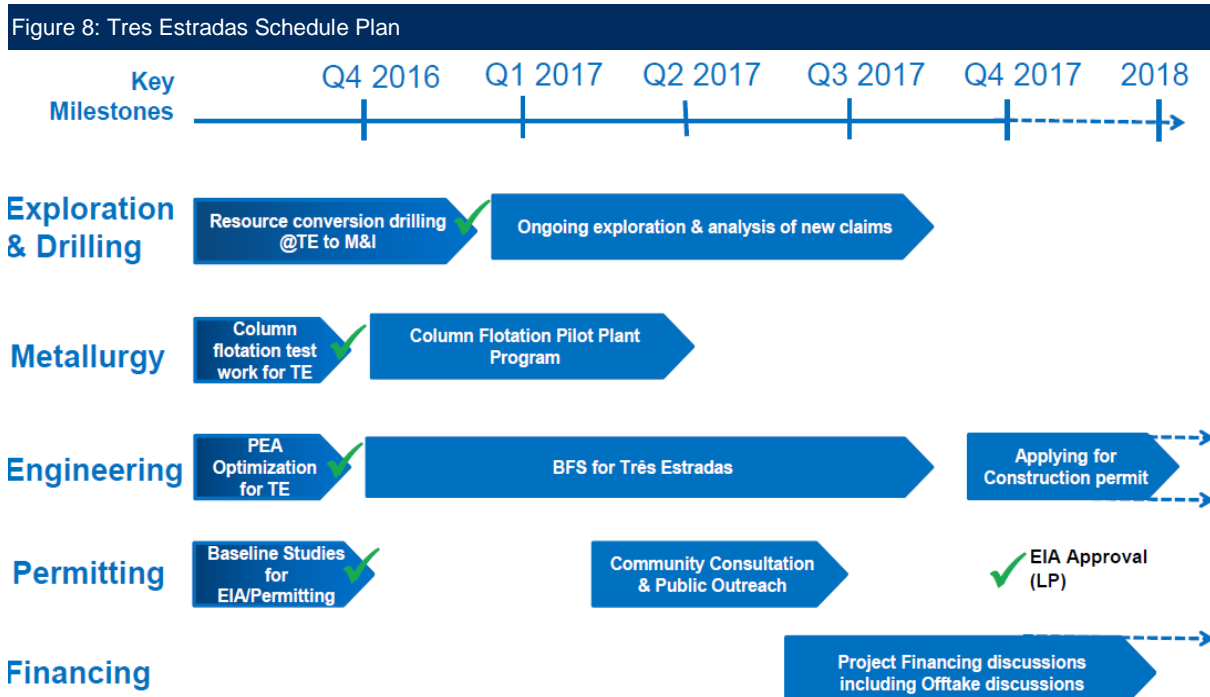 Figure 8: Tres Estradas Schedule Plan
Key
Milestones
Q4 2016
Q1 2017
Q2 2017
Q3 2017
Q4 2017
2018
Exploration
& Drilling
Resource conversion drilling
@TE to M&I
Ongoing exploration & analysis of new claims
Metallurgy
Column
flotation test
work for TE
Column Flotation Pilot Plant
Program
Engineering
PEA
Optimization
for TE
BFS for Três Estradas
Applying for
Construction permit
Permitting
Baseline Studies
for
EIA/Permitting
Community Consultation
& Public Outreach
EIA Approval
(LP)
Financing
Project Financing discussions
including Offtake discussions